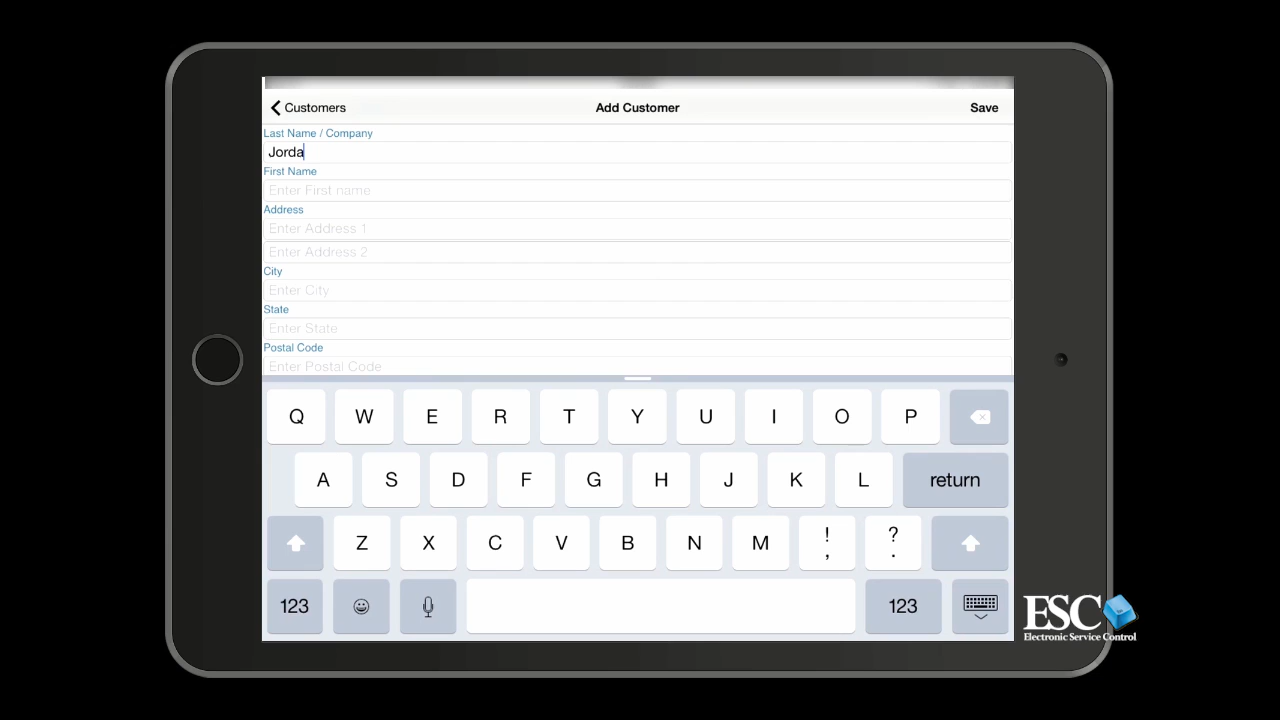 Customers Add Customer Save
Last Name / Company
Jorda
First Name
Enter First name
Address
Enter Address 1
Enter Address 2
City
Enter City
State
Enter State
Postal Code
Enter Postal Code
Q W E R T Y U I O P
A S D F G H J K L return
Z X C V B N M ! , ? .
123 123
ESC
Electronic Service Control